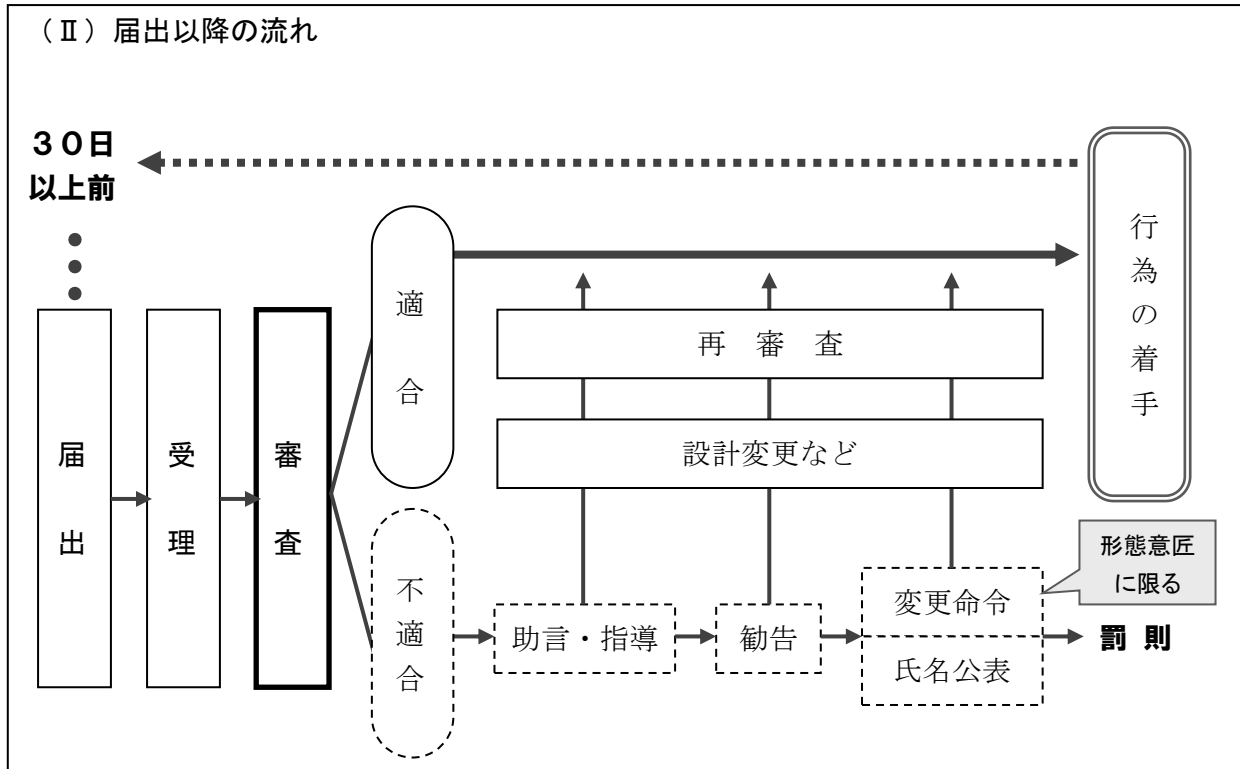 （Ⅱ）届出以降の流れ
３０日
以上前
届出
受理
審査
適合
不適合
再審査
設計変更など
助言・指導
勧告
変更命令
氏名公表
形態意匠
に限る
罰則
行為の着手